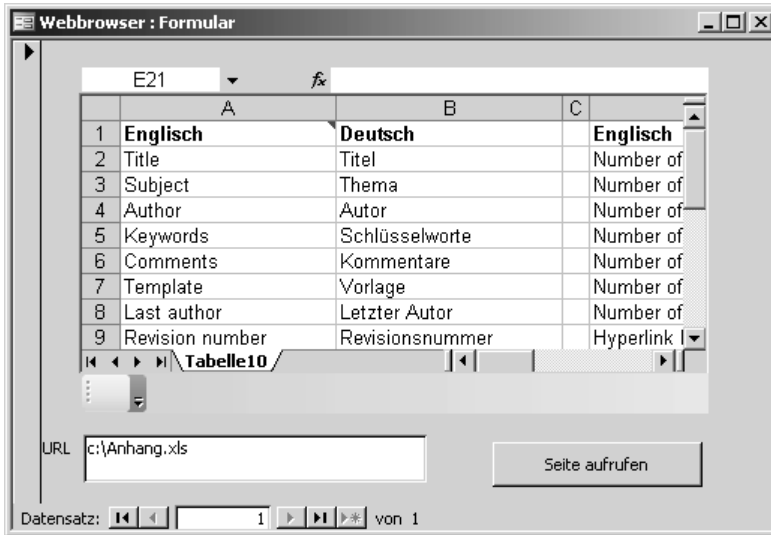 Webbrowser : Formular
E21 fx
A B C
1 Englisch Deutsch Englisch
2 Title Titel Number of
3 Subject Thema Number of
4 Author Autor Number of
5 Keywords Schlüsselworte Number of
6 Comments Kommentare Number of
7 Template Vorlage Number of
8 Last author Letzter Autor Number of
9 Revision number Revisionsnummer Hyperlink
Tabelle10
URL c:\Anhang.xls
Seite aufrufen
Datensatz: 1 von 1